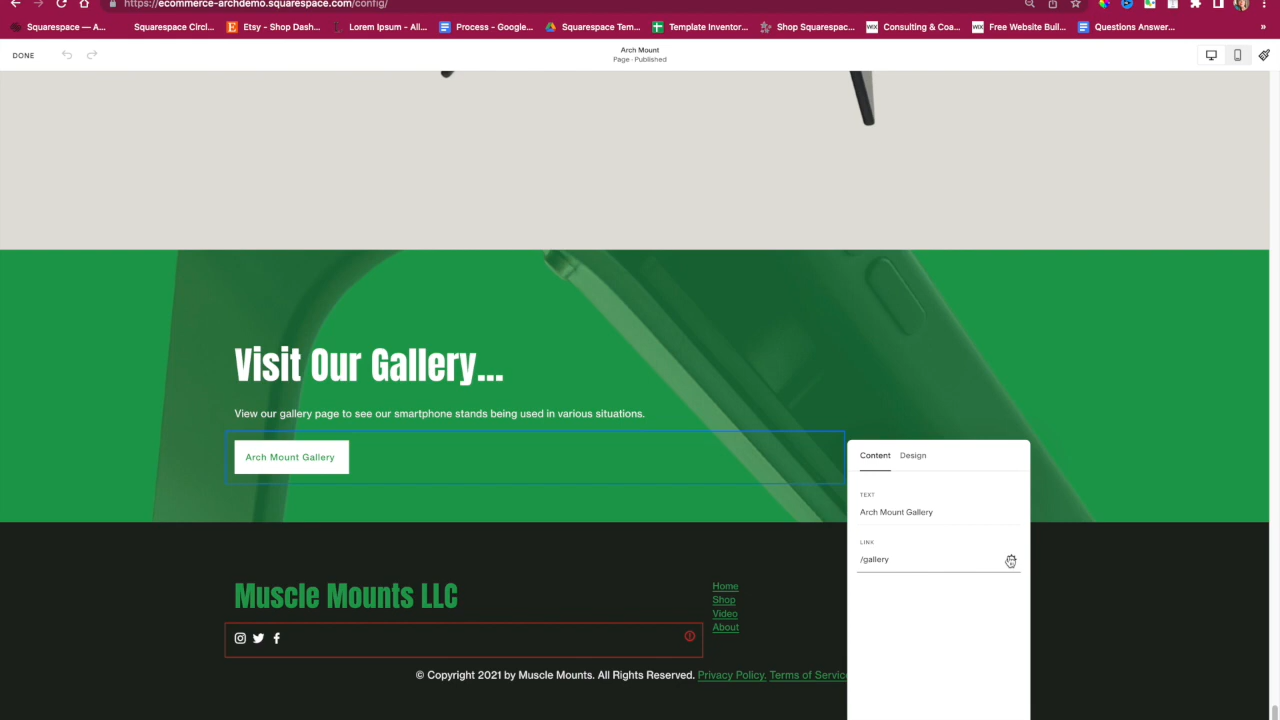 https://ecommerce-archdemo.squarespace.com/config/
Squarespace — A... Squarespace Circl... Etsy - Shop Dash... Lorem Ipsum - All... Process - Google... Squarespace Tem... Template Inventor... Shop Squarespac... WIX Consulting & Coa... WIX Free Website Buil... Questions Answer... »
DONE
Arch Mount
Page · Published
Visit Our Gallery...
View our gallery page to see our smartphone stands being used in various situations.
Arch Mount Gallery
Content Design
TEXT
Arch Mount Gallery
LINK
/gallery
Muscle Mounts LLC
Home
Shop
Video
About
© Copyright 2021 by Muscle Mounts. All Rights Reserved. Privacy Policy. Terms of Service